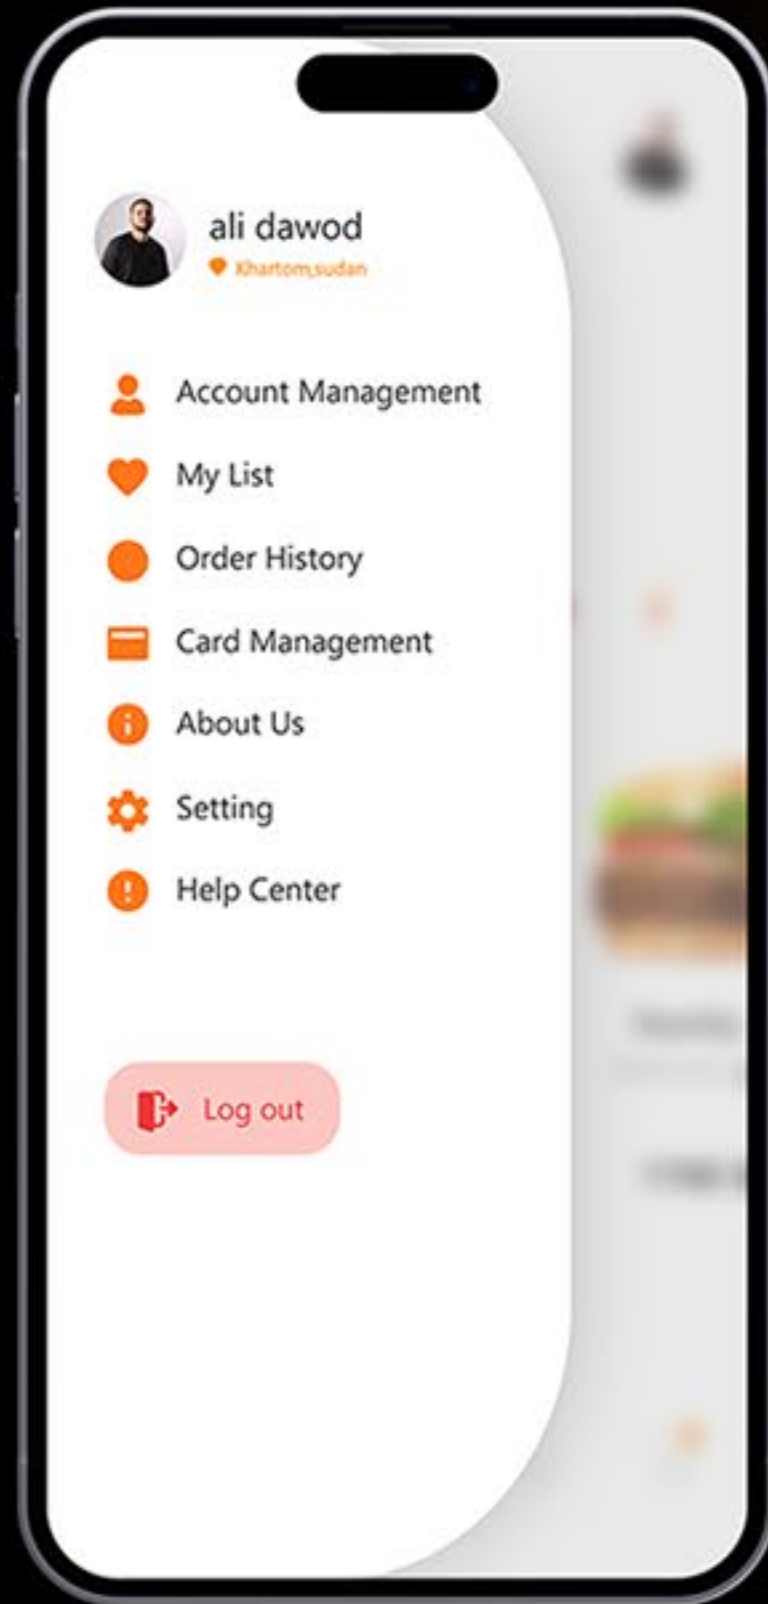 ali dawod
Khartom,sudan
Account Management
My List
Order History
Card Management
About Us
Setting
Help Center
Log out